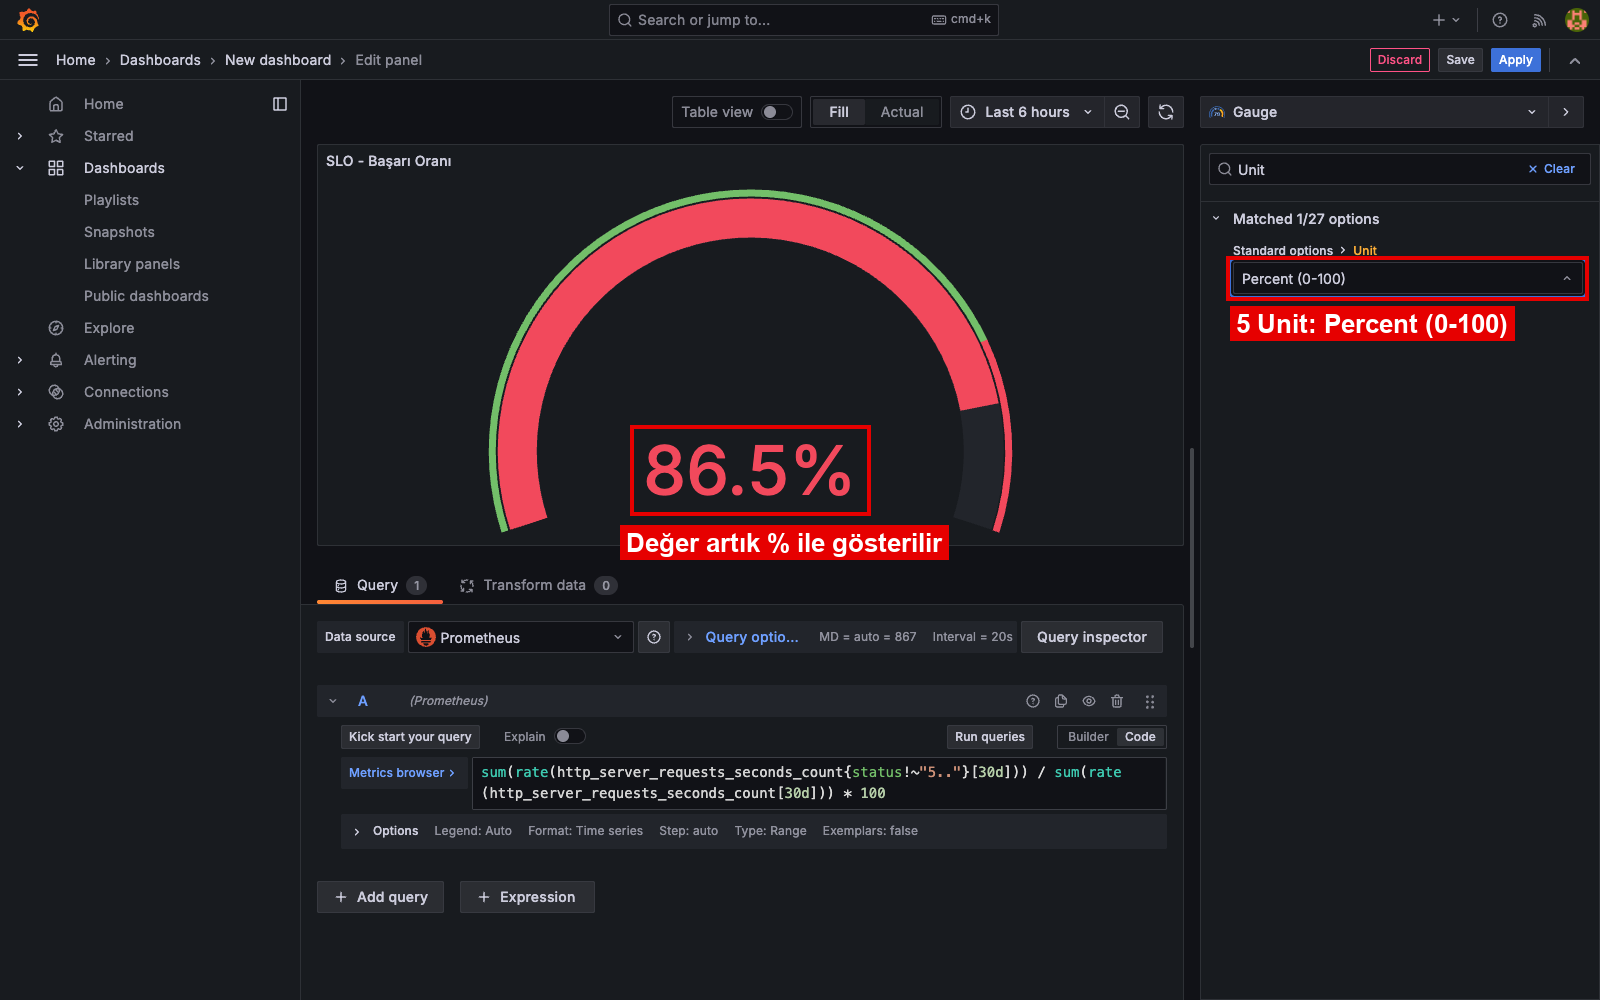 Search or jump to...
cmd+k
Home › Dashboards › New dashboard › Edit panel
Discard
Save
Apply
Home
Starred
Dashboards
Playlists
Snapshots
Library panels
Public dashboards
Explore
Alerting
Connections
Administration
Table view
Fill
Actual
Last 6 hours
Gauge
SLO - Başarı Oranı
86.5%
Değer artık % ile gösterilir
Unit
Clear
Matched 1/27 options
Standard options › Unit
Percent (0-100)
5 Unit: Percent (0-100)
Query 1
Transform data 0
Data source
Prometheus
Query optio...
MD = auto = 867
Interval = 20s
Query inspector
A
(Prometheus)
Kick start your query
Explain
Run queries
Builder
Code
Metrics browser ›
sum(rate(http_server_requests_seconds_count{status!~"5.."}[30d])) / sum(rate
(http_server_requests_seconds_count[30d])) * 100
Options
Legend: Auto
Format: Time series
Step: auto
Type: Range
Exemplars: false
+ Add query
+ Expression